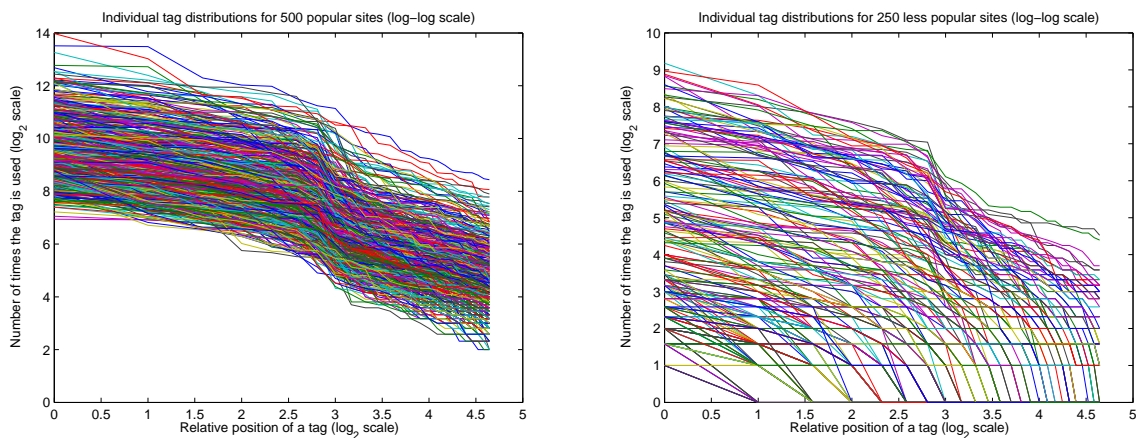 Individual tag distributions for 500 popular sites (log−log scale)
14
12
10
8
6
4
2
0
Number of times the tag is used (log2 scale)
0 0.5 1 1.5 2 2.5 3 3.5 4 4.5 5
Relative position of a tag (log2 scale)
Individual tag distributions for 250 less popular sites (log−log scale)
10
9
8
7
6
5
4
3
2
1
0
Number of times the tag is used (log2 scale)
0 0.5 1 1.5 2 2.5 3 3.5 4 4.5 5
Relative position of a tag (log2 scale)